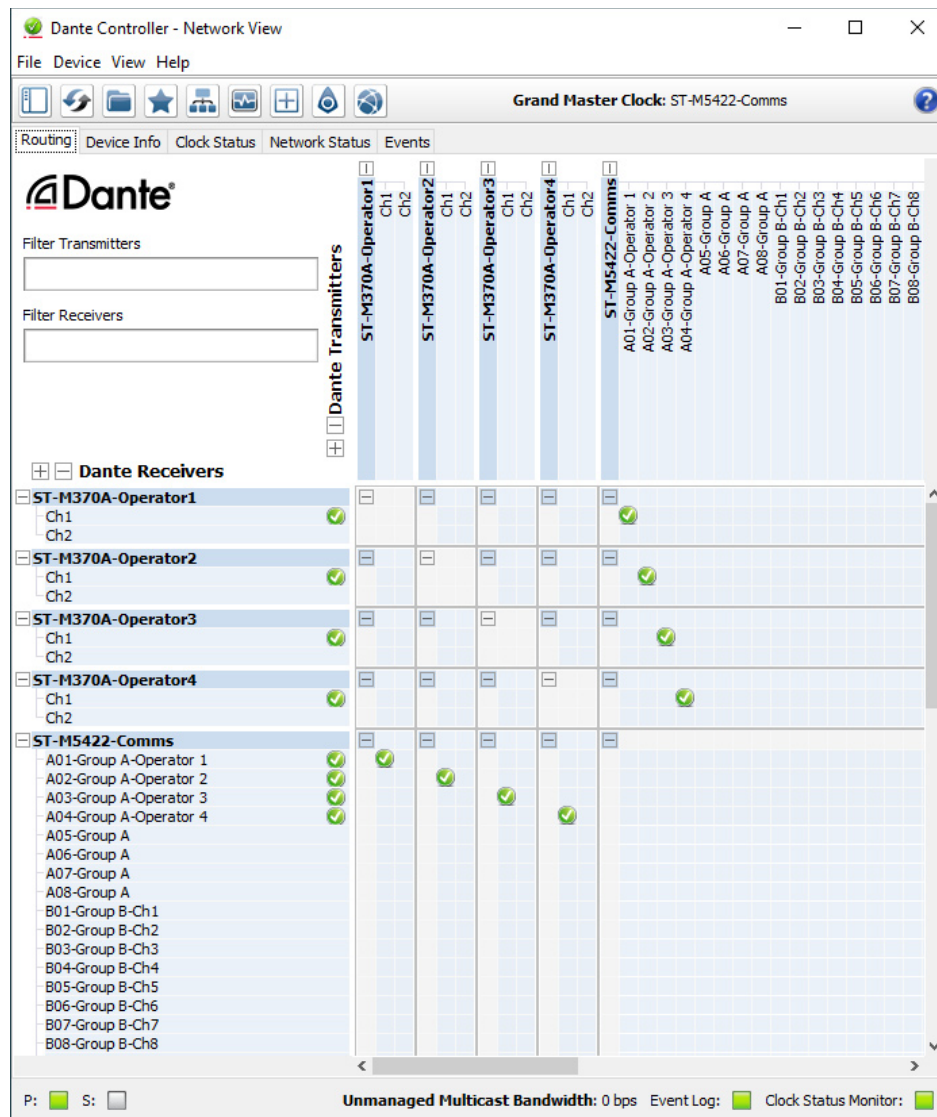 Dante Controller - Network View
File Device View Help
Grand Master Clock: ST-M5422-Comms
?
Routing Device Info Clock Status Network Status Events
Dante®
Filter Transmitters
Filter Receivers
Dante Transmitters
Dante Receivers
ST-M370A-Operator1
Ch1
Ch2
ST-M370A-Operator2
Ch1
Ch2
ST-M370A-Operator3
Ch1
Ch2
ST-M370A-Operator4
Ch1
Ch2
ST-M5422-Comms
A01-Group A-Operator 1
A02-Group A-Operator 2
A03-Group A-Operator 3
A04-Group A-Operator 4
A05-Group A
A06-Group A
A07-Group A
A08-Group A
B01-Group B-Ch1
B02-Group B-Ch2
B03-Group B-Ch3
B04-Group B-Ch4
B05-Group B-Ch5
B06-Group B-Ch6
B07-Group B-Ch7
B08-Group B-Ch8
ST-M370A-Operator1
Ch1
Ch2
ST-M370A-Operator2
Ch1
Ch2
ST-M370A-Operator3
Ch1
Ch2
ST-M370A-Operator4
Ch1
Ch2
ST-M5422-Comms
A01-Group A-Operator 1
A02-Group A-Operator 2
A03-Group A-Operator 3
A04-Group A-Operator 4
A05-Group A
A06-Group A
A07-Group A
A08-Group A
B01-Group B-Ch1
B02-Group B-Ch2
B03-Group B-Ch3
B04-Group B-Ch4
B05-Group B-Ch5
B06-Group B-Ch6
B07-Group B-Ch7
B08-Group B-Ch8
P: S: Unmanaged Multicast Bandwidth: 0 bps Event Log: Clock Status Monitor: